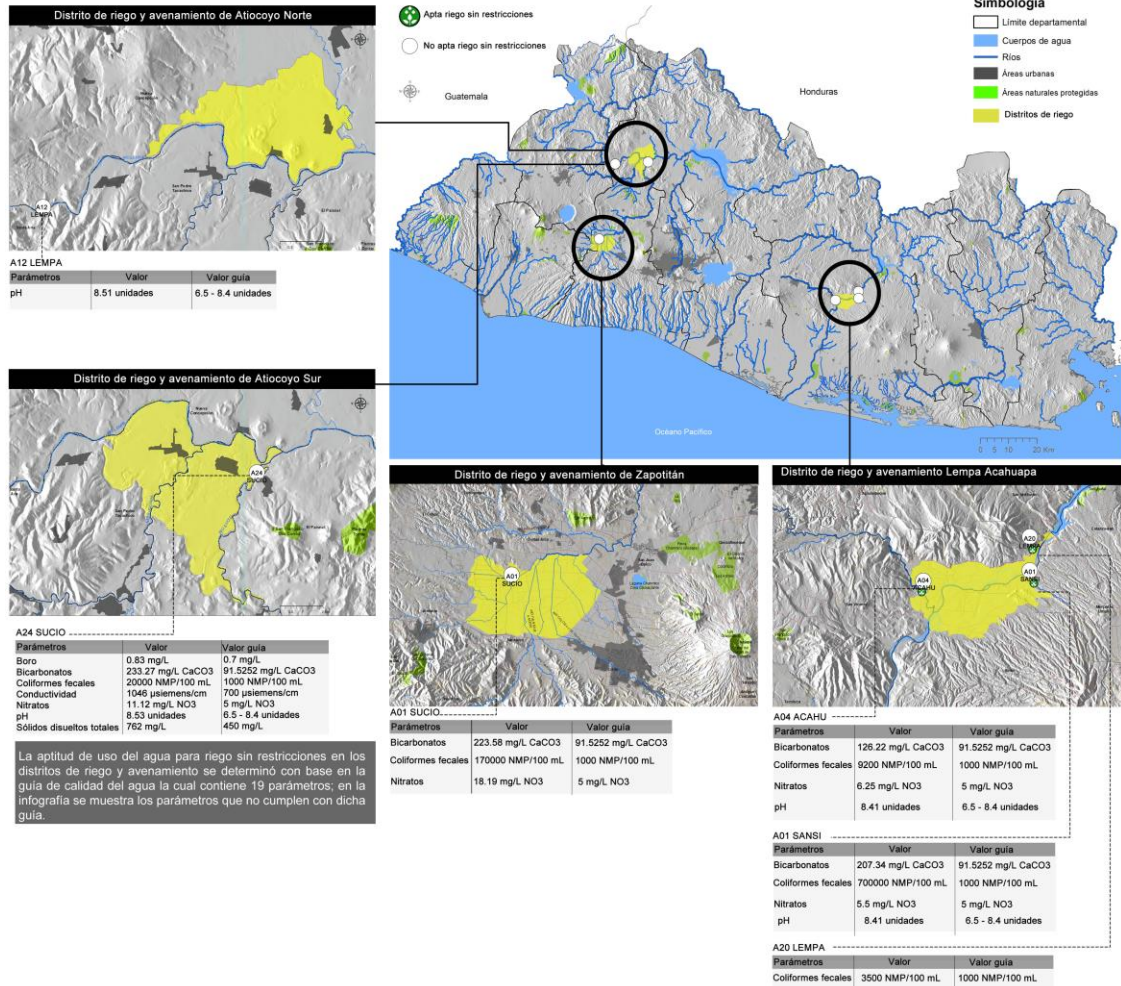 Distrito de riego y avenamiento de Atiocoyo Norte
A12
LEMPA
San Pedro
El Paraiso
A12 LEMPA
Parámetros Valor Valor guía
pH 8.51 unidades 6.5 - 8.4 unidades
Apta riego sin restricciones
No apta riego sin restricciones
Guatemala
Honduras
Océano Pacífico
0 5 10 20 Km
Simbología
Límite departamental
Cuerpos de agua
Ríos
Áreas urbanas
Áreas naturales protegidas
Distritos de riego
Distrito de riego y avenamiento de Atiocoyo Sur
Nueva
Concepción
A24
SUCIO
San Pedro
El Paraiso
A24 SUCIO
Parámetros Valor Valor guía
Boro 0.83 mg/L 0.7 mg/L
Bicarbonatos 233.27 mg/L CaCO3 91.5252 mg/L CaCO3
Coliformes fecales 20000 NMP/100 mL 1000 NMP/100 mL
Conductividad 1046 µsiemens/cm 700 µsiemens/cm
Nitratos 11.12 mg/L NO3 5 mg/L NO3
pH 8.53 unidades 6.5 - 8.4 unidades
Sólidos disueltos totales 762 mg/L 450 mg/L
La aptitud de uso del agua para riego sin restricciones en los
distritos de riego y avenamiento se determinó con base en la
guía de calidad del agua la cual contiene 19 parámetros; en la
infografía se muestra los parámetros que no cumplen con dicha
guía.
Distrito de riego y avenamiento de Zapotitán
A01
SUCIO
A01 SUCIO
Parámetros Valor Valor guía
Bicarbonatos 223.58 mg/L CaCO3 91.5252 mg/L CaCO3
Coliformes fecales 170000 NMP/100 mL 1000 NMP/100 mL
Nitratos 18.19 mg/L NO3 5 mg/L NO3
Distrito de riego y avenamiento Lempa Acahuapa
A20
LEMPA
A04
ACAHU
A01
SANSI
A04 ACAHU
Parámetros Valor Valor guía
Bicarbonatos 126.22 mg/L CaCO3 91.5252 mg/L CaCO3
Coliformes fecales 9200 NMP/100 mL 1000 NMP/100 mL
Nitratos 6.25 mg/L NO3 5 mg/L NO3
pH 8.41 unidades 6.5 - 8.4 unidades
A01 SANSI
Parámetros Valor Valor guía
Bicarbonatos 207.34 mg/L CaCO3 91.5252 mg/L CaCO3
Coliformes fecales 700000 NMP/100 mL 1000 NMP/100 mL
Nitratos 5.5 mg/L NO3 5 mg/L NO3
pH 8.41 unidades 6.5 - 8.4 unidades
A20 LEMPA
Parámetros Valor Valor guía
Coliformes fecales 3500 NMP/100 mL 1000 NMP/100 mL